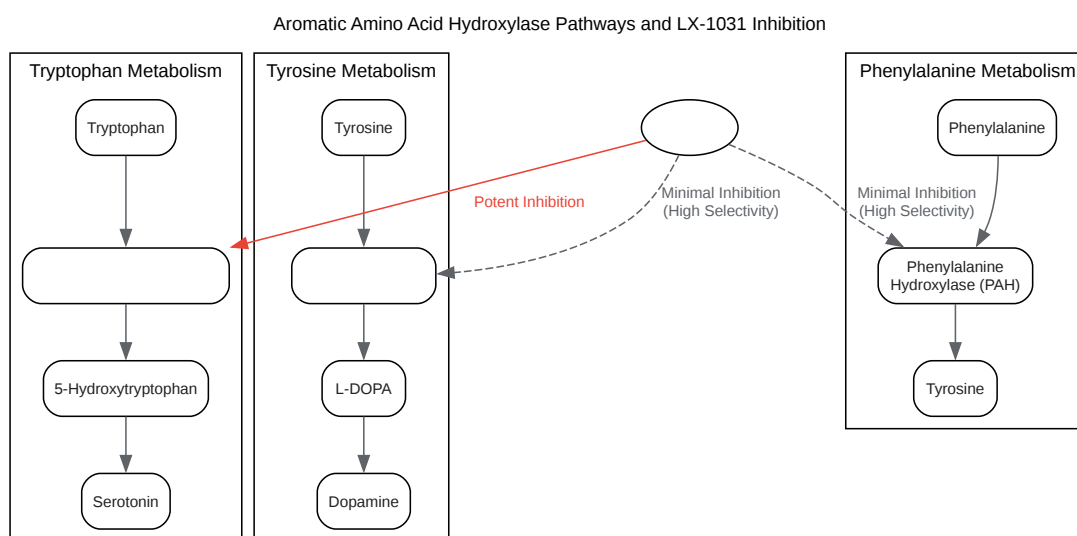 Aromatic Amino Acid Hydroxylase Pathways and LX-1031 Inhibition
Tryptophan Metabolism
Tryptophan
5-Hydroxytryptophan
Serotonin
Tyrosine Metabolism
Tyrosine
L-DOPA
Dopamine
Potent Inhibition
Minimal Inhibition
(High Selectivity)
Minimal Inhibition
(High Selectivity)
Phenylalanine Metabolism
Phenylalanine
Phenylalanine
Hydroxylase (PAH)
Tyrosine